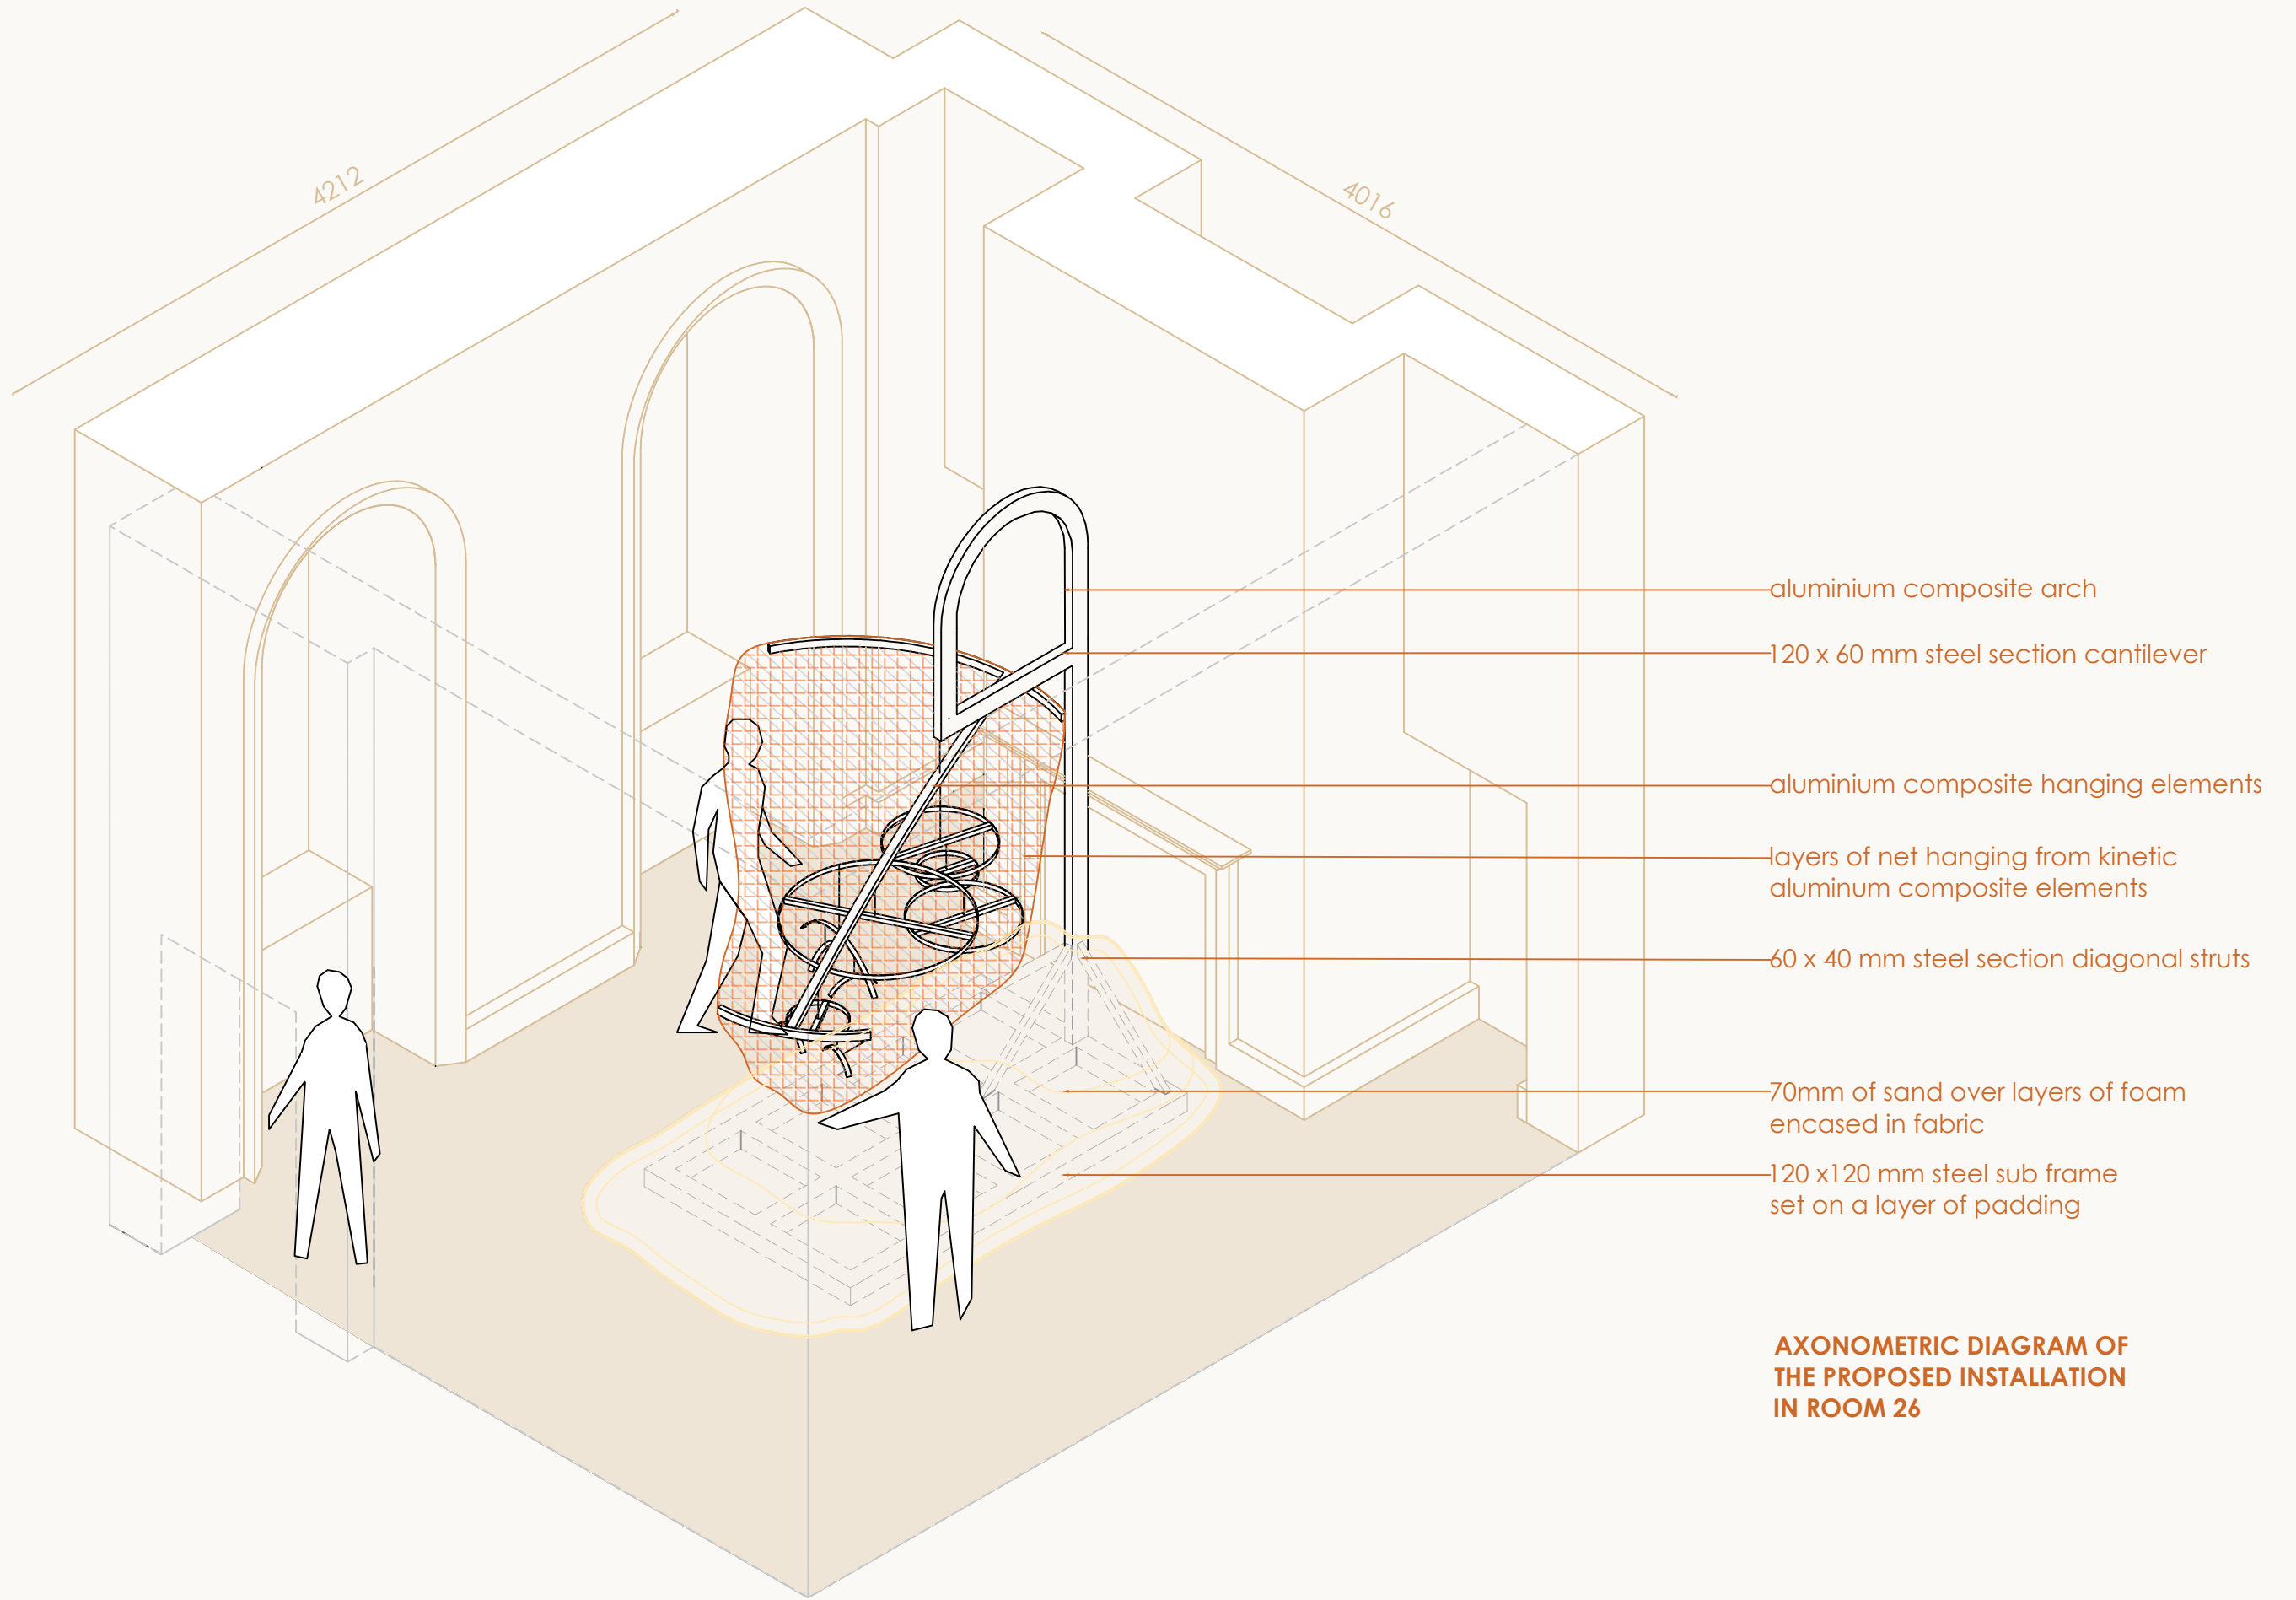 4212
4016
aluminium composite arch
120 x 60 mm steel section cantilever
aluminium composite hanging elements
layers of net hanging from kinetic
aluminum composite elements
60 x 40 mm steel section diagonal struts
70mm of sand over layers of foam
encased in fabric
120 x120 mm steel sub frame
set on a layer of padding
AXONOMETRIC DIAGRAM OF
THE PROPOSED INSTALLATION
IN ROOM 26